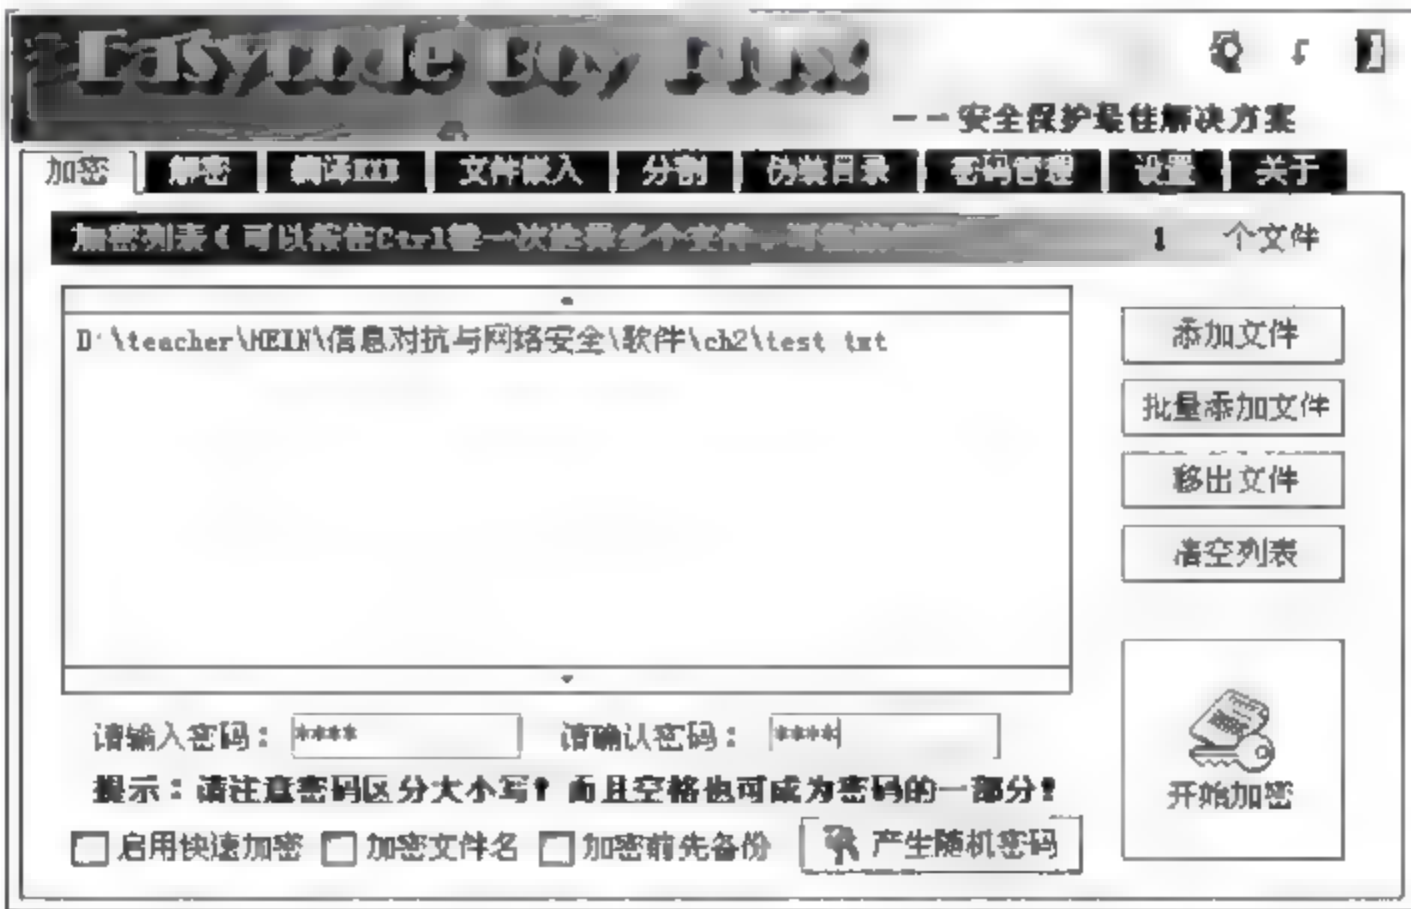 Easycode Boy Plus!
——安全保护最佳解决方案
加密 解密 编译EXE 文件嵌入 分割 伪装目录 密码管理 设置 关于
加密列表(可以按住Ctrl键一次选择多个文件, 1 个文件
D:\teacher\MEIN\信息对抗与网络安全\软件\ch2\test txt
添加文件
批量添加文件
移出文件
清空列表
请输入密码: **** 请确认密码: ****
提示:请注意密码区分大小写!而且空格也可成为密码的一部分!
启用快速加密 加密文件名 加密前先备份 产生随机密码
开始加密